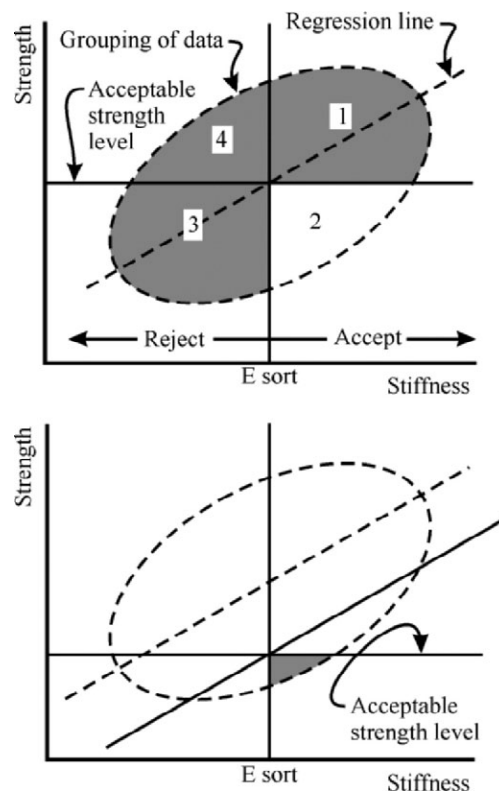 Regression line
Grouping of data
Strength
Acceptable
strength
level
4
1
3
2
Reject
Accept
E sort
Stiffness
Strength
Acceptable
strength level
E sort
Stiffness